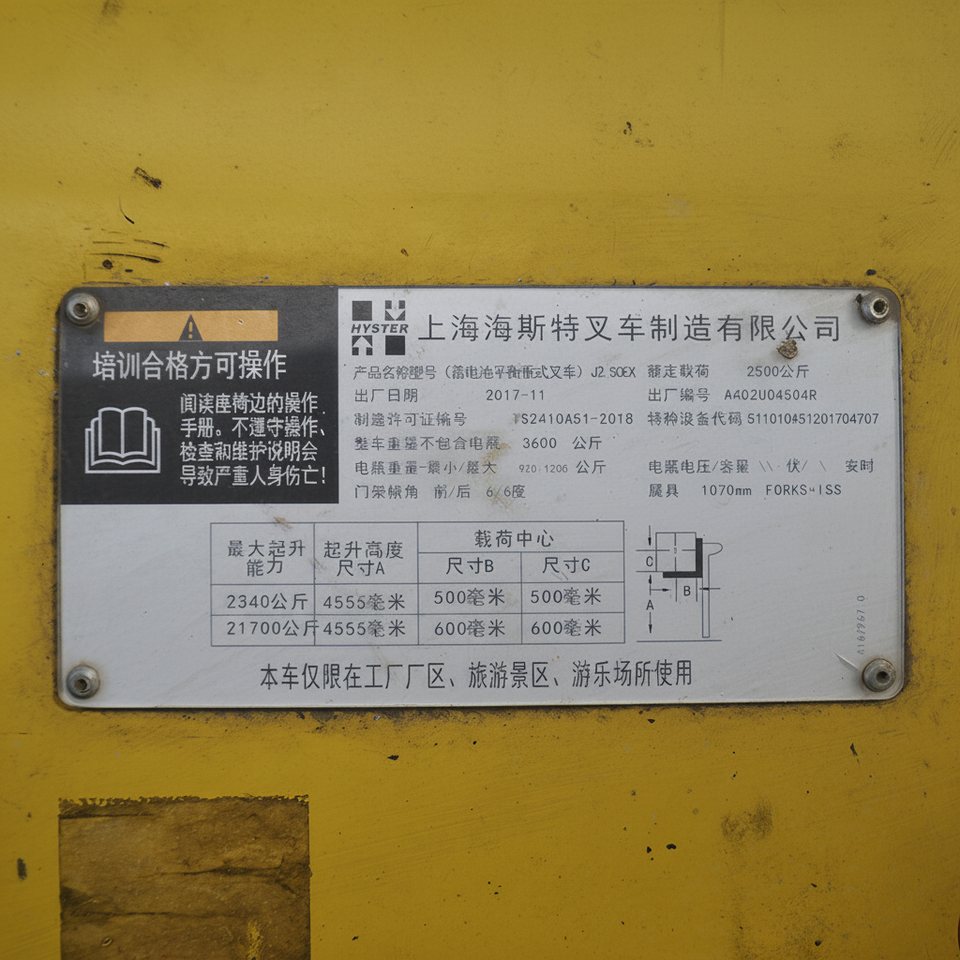 培训合格方可操作
阅读座椅边的操作
手册。不遵守操作、
检查和维护说明会
导致严重人身伤亡!
HYSTER
上海海斯特叉车制造有限公司
产品名称型号 (蓄电池平衡重式叉车) J2.50EX 额定载荷 2500公斤
出厂日期 2017-11 出厂编号 A402U04504R
制造许可证编号 TS2410A51-2018 特种设备代码 511010451201704707
整车重量不包含电瓶 3600 公斤
电瓶重量-最小/最大 920 1206 公斤 电瓶电压/容量 伏/ 安时
门架倾角 前/后 6/6度 属具 1070mm FORKS-ISS
最大起升能力 起升高度尺寸A 载荷中心
尺寸B 尺寸C
2340公斤 4555毫米 500毫米 500毫米
21700公斤 4555毫米 600毫米 600毫米
C
B
A
本车仅限在工厂厂区、旅游景区、游乐场所使用